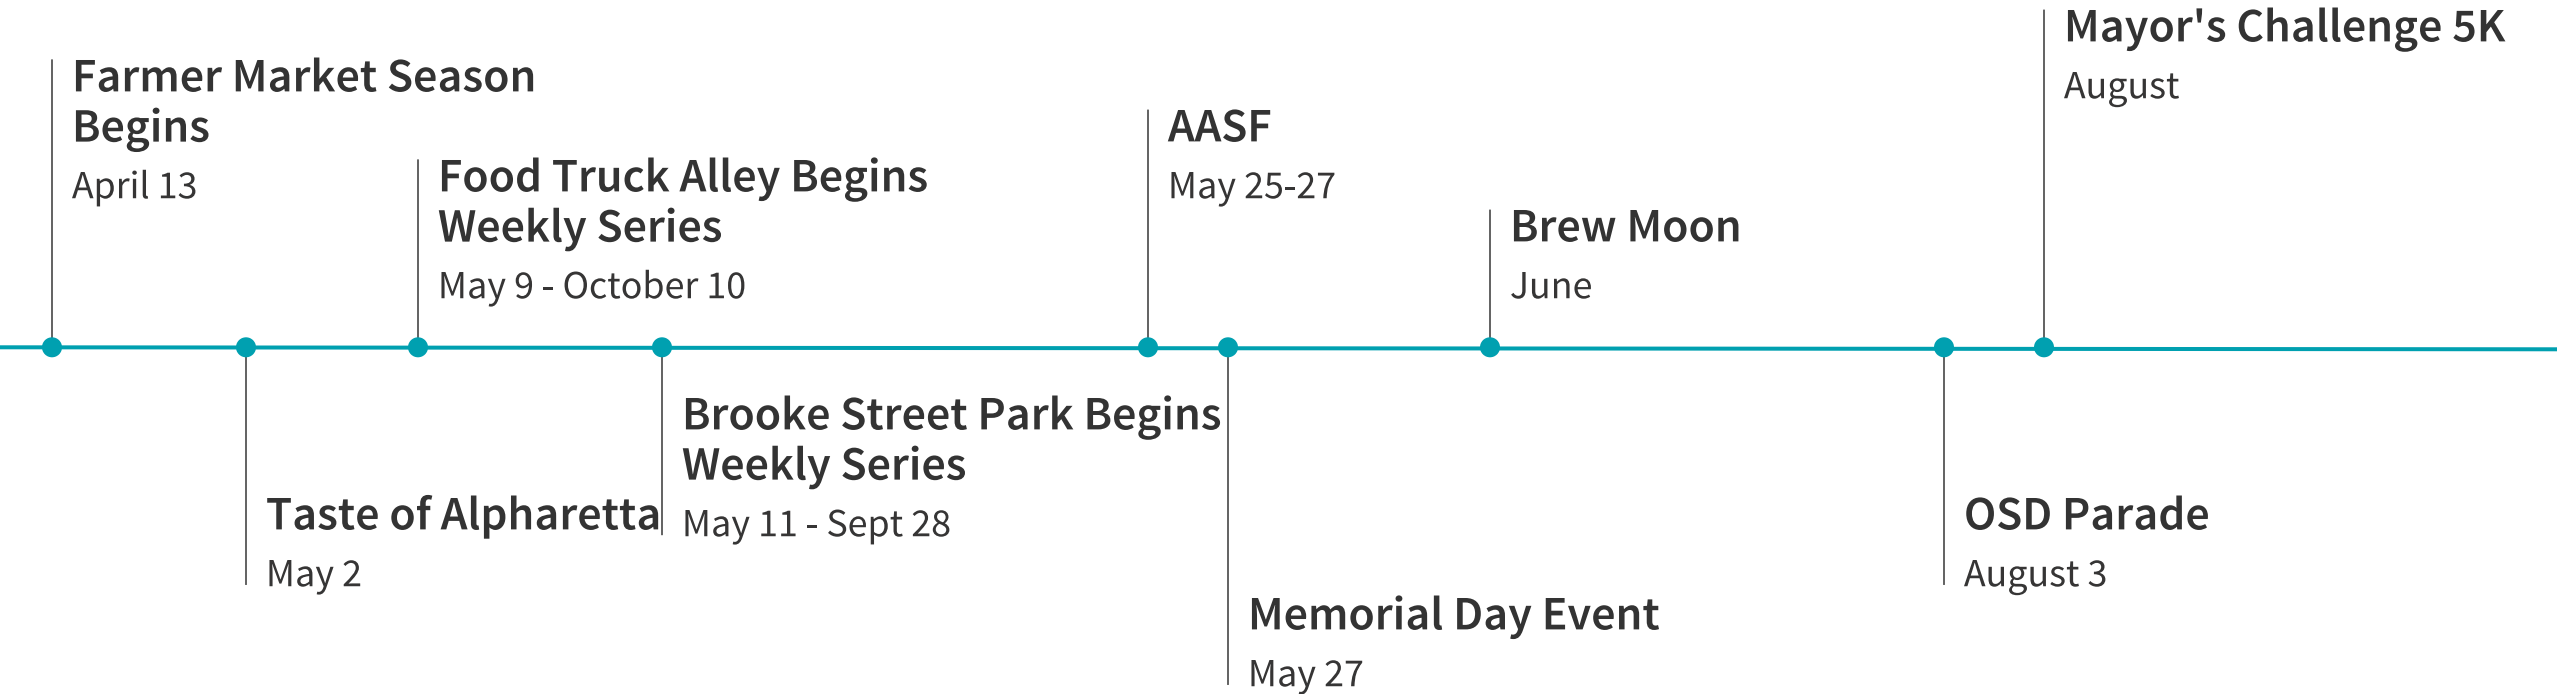 Farmer Market Season
Begins
April 13
Taste of Alpharetta
May 2
Food Truck Alley Begins
Weekly Series
May 9 - October 10
Brooke Street Park Begins
Weekly Series
May 11 - Sept 28
AASF
May 25-27
Memorial Day Event
May 27
Brew Moon
June
OSD Parade
August 3
Mayor's Challenge 5K
August